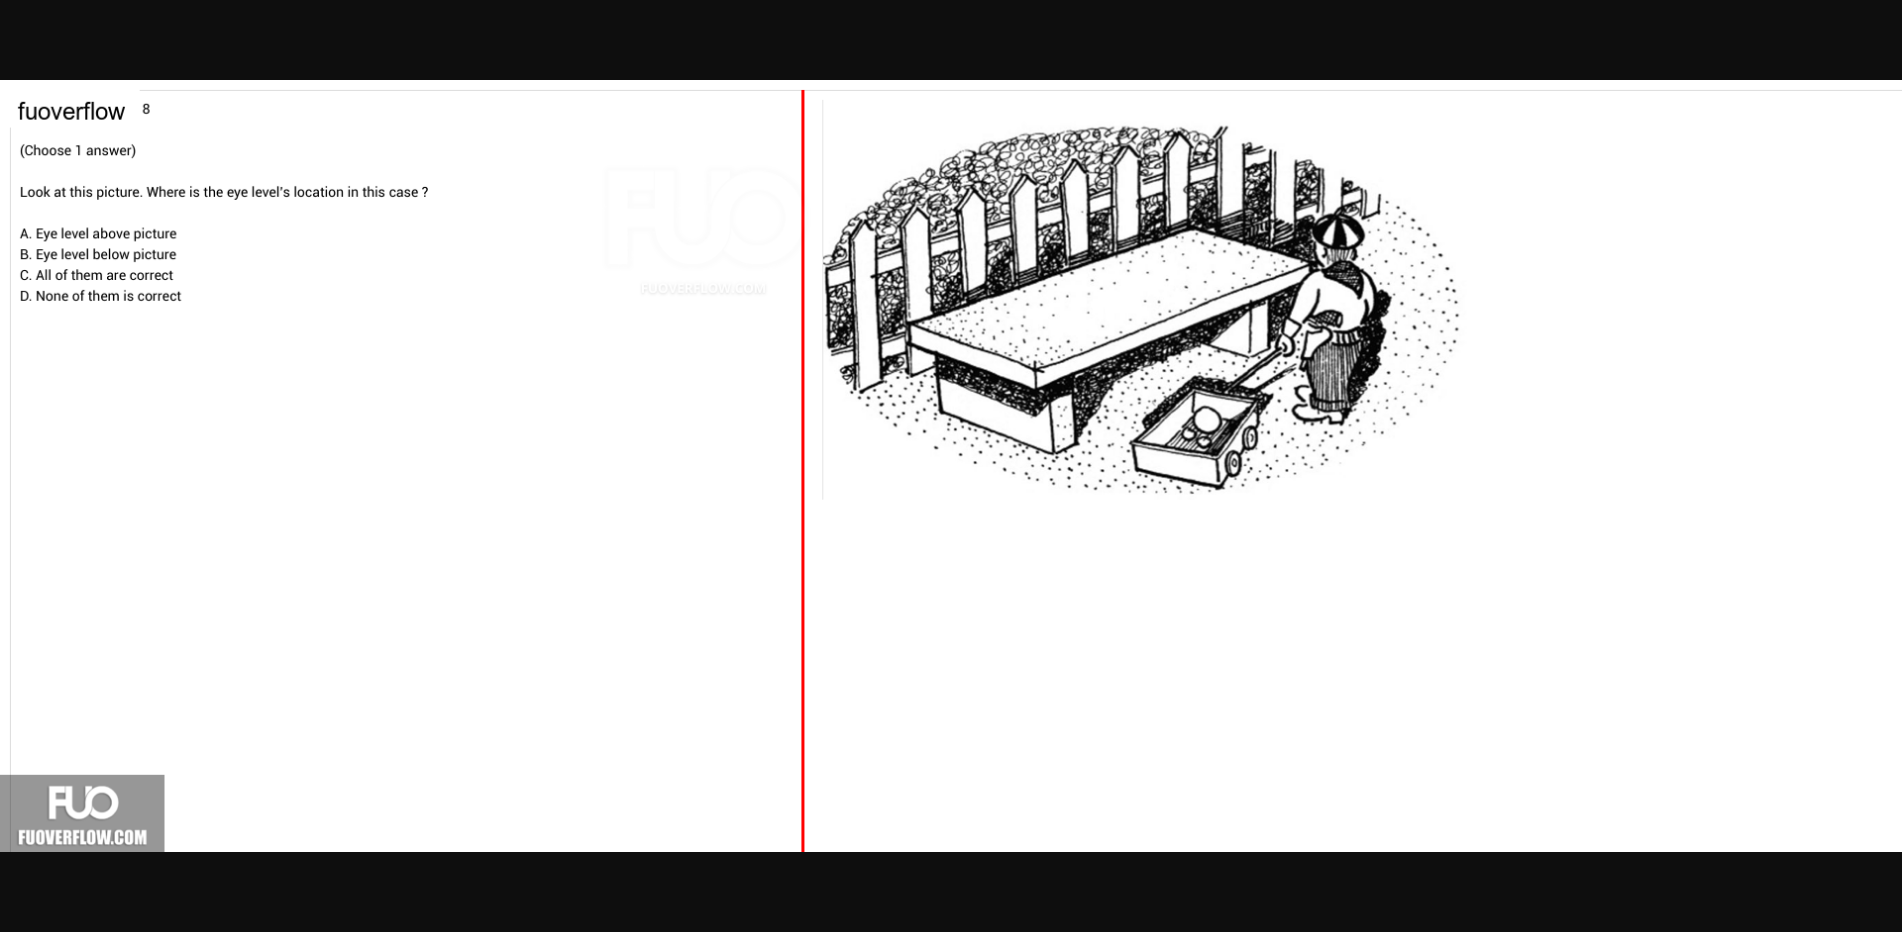 fuoverflow 8
(Choose 1 answer)
Look at this picture. Where is the eye level's location in this case ?
A. Eye level above picture
B. Eye level below picture
C. All of them are correct
D. None of them is correct
FUO
FUOVERFLOW.COM
FUO
FUOVERFLOW.COM